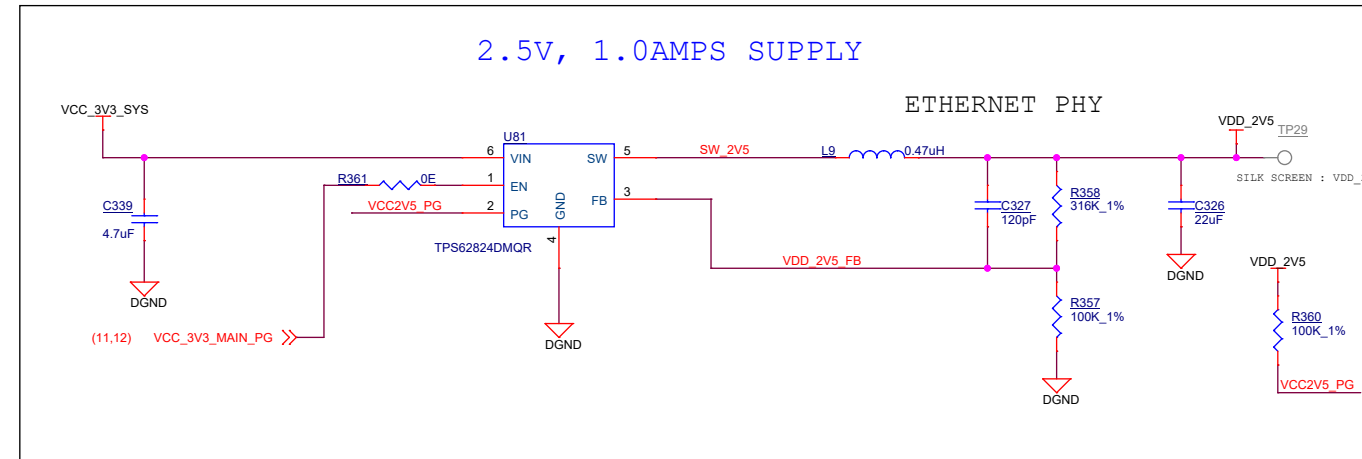 2.5V, 1.0AMPS SUPPLY
ETHERNET PHY
VCC_3V3_SYS
VDD_2V5
TP29
U81
6 VIN
SW 5
SW_2V5
L9
0.47uH
SILK SCREEN : VDD_
R361
0E
1 EN
FB 3
VCC2V5_PG
2 PG
GND
4
TPS62824DMQR
C339
4.7uF
C327
120pF
R358
316K_1%
C326
22uF
VDD_2V5_FB
DGND
DGND
VDD_2V5
(11,12) VCC_3V3_MAIN_PG
DGND
R357
100K_1%
R360
100K_1%
DGND
VCC2V5_PG